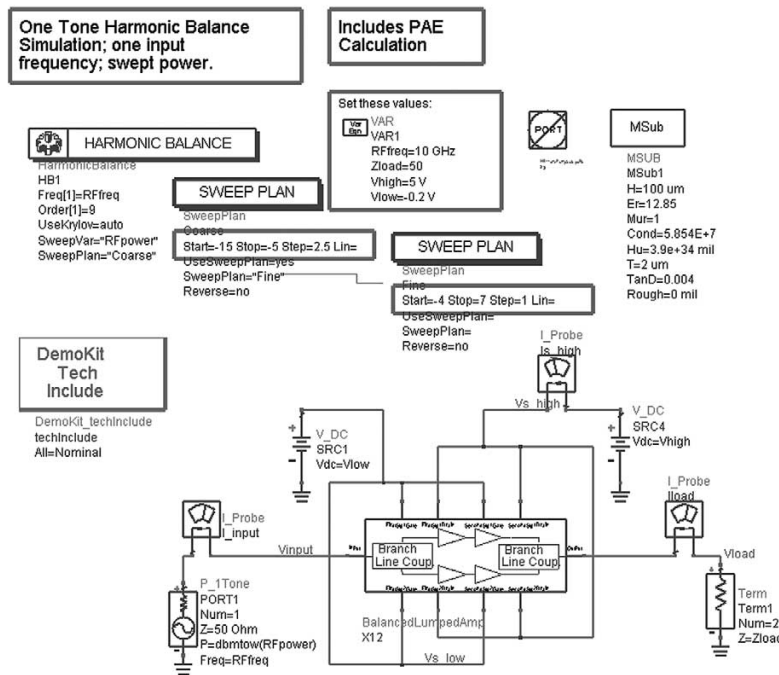 One Tone Harmonic Balance
Simulation; one input
frequency; swept power.
Includes PAE
Calculation
HARMONIC BALANCE
HarmonicBalance
HB1
Freq[1]=RFfreq
Order[1]=9
UseKrylov=auto
SweepVar="RFpower"
SweepPlan="Coarse"
SWEEP PLAN
SweepPlan
Coarse
Start=-15 Stop=-5 Step=2.5 Lin=
UseSweepPlan=yes
SweepPlan="Fine"
Reverse=no
Set these values:
Var
Eqn
VAR
VAR1
RFfreq=10 GHz
Zload=50
Vhigh=5 V
Vlow=-0.2 V
SWEEP PLAN
SweepPlan
Fine
Start=-4 Stop=7 Step=1 Lin=
UseSweepPlan=
SweepPlan=
Reverse=no
PORT
MSub
MSUB
MSub1
H=100 um
Er=12.85
Mur=1
Cond=5.854E+7
Hu=3.9e+34 mil
T=2 um
TanD=0.004
Rough=0 mil
DemoKit
Tech
Include
DemoKit_techInclude
techInclude
All=Nominal
I_Probe
Is_high
Vs_high
V_DC
SRC1
Vdc=Vlow
V_DC
SRC4
Vdc=Vhigh
I_Probe
I_input
Vinput
I_Probe
Iload
Vload
Branch
Line Coup.
Branch
Line Coup.
BalancedLumpedAmp
X12
Vs_low
P_1Tone
PORT1
Num=1
Z=50 Ohm
P=dbmtow(RFpower)
Freq=RFfreq
Term
Term1
Num=2
Z=Zload